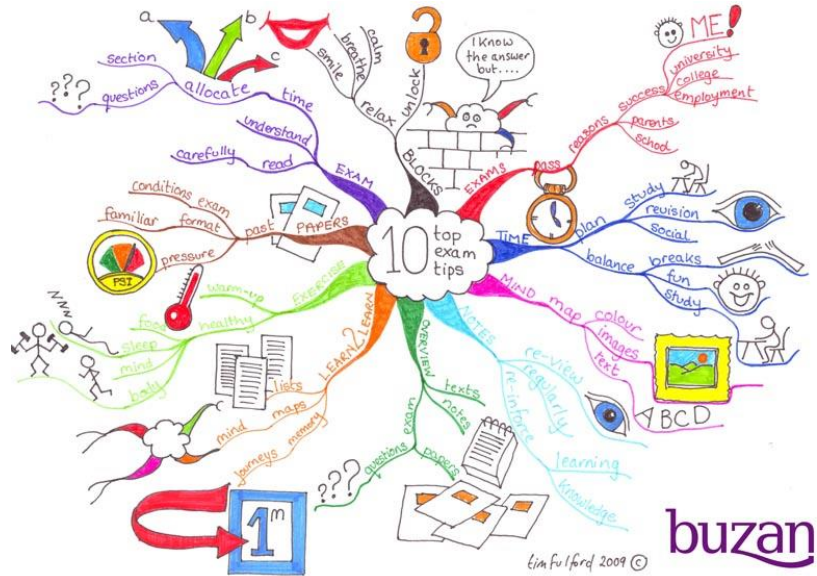 10 top
exam
tips
EXAMS
pass
reasons
success
ME!
university
college
employment
parents
school
TIME
plan
study
revision
social
balance
breaks
fun
study
MIND map
colour
images
text
ABCD
NOTES
re-view
regularly
re-inforce
learning
knowledge
OVERVIEW
texts
notes
exam
papers
questions
???
LEARN 2 LEARN
lists
mind maps
memory
journeys
1m
EXERCISE
warm-up
healthy
food
sleep
mind
body
NNN
PAPERS
past
exam
conditions
format
familiar
pressure
PSI
EXAM
time
allocate
a
b
c
section
questions
???
understand
read
carefully
BLOCKS
relax
calm
breathe
smile
unlock
I know
the answer
but....
timfulford 2009 ©
buzan